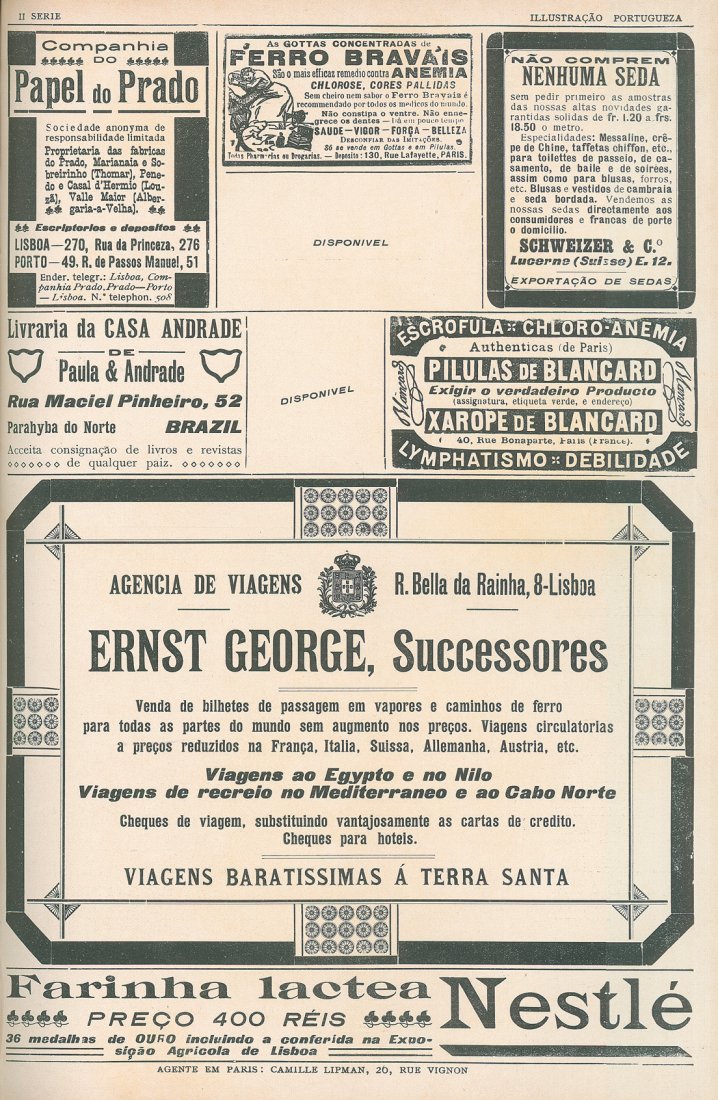 II SERIE
ILLUSTRAÇÃO PORTUGUEZA
Companhia
DO
Papel do Prado
Sociedade anonyma de
responsabilidade limitada
Proprietaria das fabricas
do Prado, Marianaia e So-
breirinho (Thomar), Pene-
do e Casal d'Hermio (Lou-
zã), Valle Maior (Alber-
garia-a-Velha).
Escriptorios e depositos
LISBOA—270, Rua da Princeza, 276
PORTO—49, R. de Passos Manuel, 51
Ender. telegr.: Lisboa, Com-
panhia Prado. Prado—Porto
— Lisboa. N.º telephon. 508
As GOTTAS CONCENTRADAS de
FERRO BRAVAIS
São o mais efficaz remedio contra ANEMIA
CHLOROSE, CORES PALLIDAS
Sem cheiro nem sabor o Ferro Bravais é
recommendado por todos os medicos do mundo.
Não constipa o ventre. Não enne-
grece os dentes — Dá em pouco tempo
SAUDE — VIGOR — FORÇA — BELLEZA
DESCONFIAR DAS IMITAÇÕES.
Só se vende em Gottas e em Pilulas.
Todas Pharmacias ou Drogarias. — Deposito: 130, Rue Lafayette, PARIS.
DISPONIVEL
NÃO COMPREM
NENHUMA SEDA
sem pedir primeiro as amostras
das nossas altas novidades ga-
rantidas solidas de fr. 1.20 a frs.
18.50 o metro.
Especialidades: Messaline, crê-
pe de Chine, taffetas chiffon, etc.,
para toilettes de passeio, de ca-
samento, de baile e de soirees,
assim como para blusas, forros,
etc. Blusas e vestidos de cambraia
e seda bordada. Vendemos as
nossas sedas directamente aos
consumidores e francas de porte
o domicilio.
SCHWEIZER & C.º
Lucerne (Suisse) E. 12.
EXPORTAÇÃO DE SEDAS
Livraria da CASA ANDRADE
DE
Paula & Andrade
Rua Maciel Pinheiro, 52
Parahyba do Norte BRAZIL
Acceita consignação de livros e revistas
de qualquer paiz.
DISPONIVEL
ESCROFULA CHLORO-ANEMIA
Authenticas (de Paris)
PILULAS DE BLANCARD
Exigir o verdadeiro Producto
(assignatura, etiqueta verde, e endereço)
XAROPE DE BLANCARD
40, Rue Bonaparte, Paris (France).
LYMPHATISMO DEBILIDADE
Blancard
Blancard
AGENCIA DE VIAGENS R. Bella da Rainha, 8-Lisboa
ERNST GEORGE, Successores
Venda de bilhetes de passagem em vapores e caminhos de ferro
para todas as partes do mundo sem augmento nos preços. Viagens circulatorias
a preços reduzidos na França, Italia, Suissa, Allemanha, Austria, etc.
Viagens ao Egypto e no Nilo
Viagens de recreio no Mediterraneo e ao Cabo Norte
Cheques de viagem, substituindo vantajosamente as cartas de credito.
Cheques para hoteis.
VIAGENS BARATISSIMAS Á TERRA SANTA
Farinha lactea Nestlé
PREÇO 400 RÉIS
36 medalhas de OURO incluindo a conferida na Expo-
sição Agricola de Lisboa
AGENTE EM PARIS: CAMILLE LIPMAN, 26, RUE VIGNON